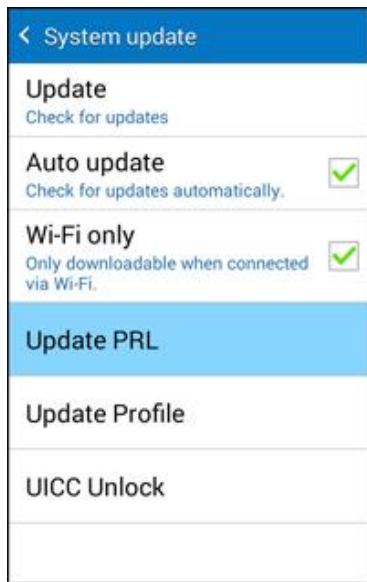 System update
Update
Check for updates
Auto update
Check for updates automatically.
Wi-Fi only
Only downloadable when connected
via Wi-Fi.
Update PRL
Update Profile
UICC Unlock